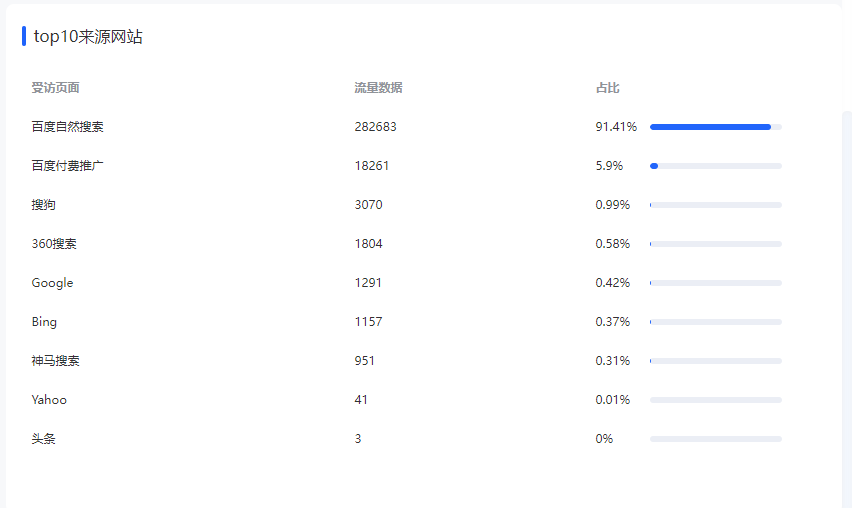 top10来源网站
受访页面 流量数据 占比
百度自然搜索 282683 91.41%
百度付费推广 18261 5.9%
搜狗 3070 0.99%
360搜索 1804 0.58%
Google 1291 0.42%
Bing 1157 0.37%
神马搜索 951 0.31%
Yahoo 41 0.01%
头条 3 0%